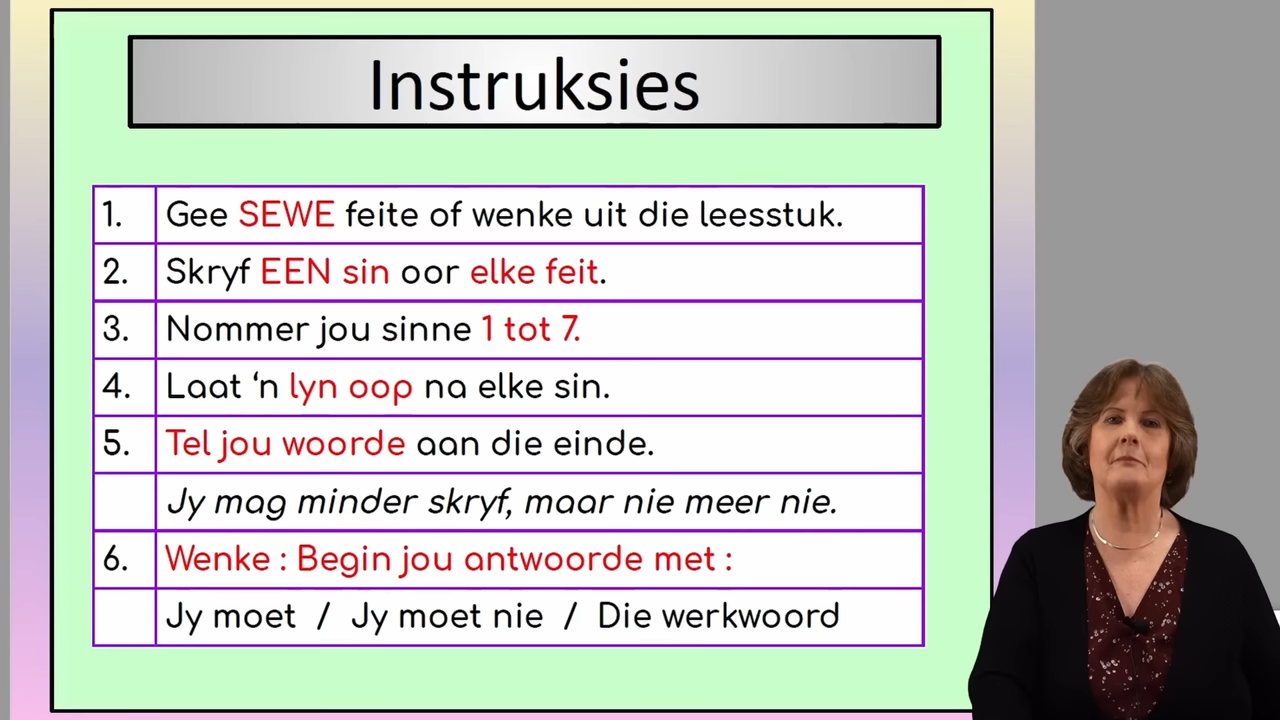 Instruksies
1. Gee SEWE feite of wenke uit die leesstuk.
2. Skryf EEN sin oor elke feit.
3. Nommer jou sinne 1 tot 7.
4. Laat ‘n lyn oop na elke sin.
5. Tel jou woorde aan die einde.
Jy mag minder skryf, maar nie meer nie.
6. Wenke : Begin jou antwoorde met :
Jy moet / Jy moet nie / Die werkwoord